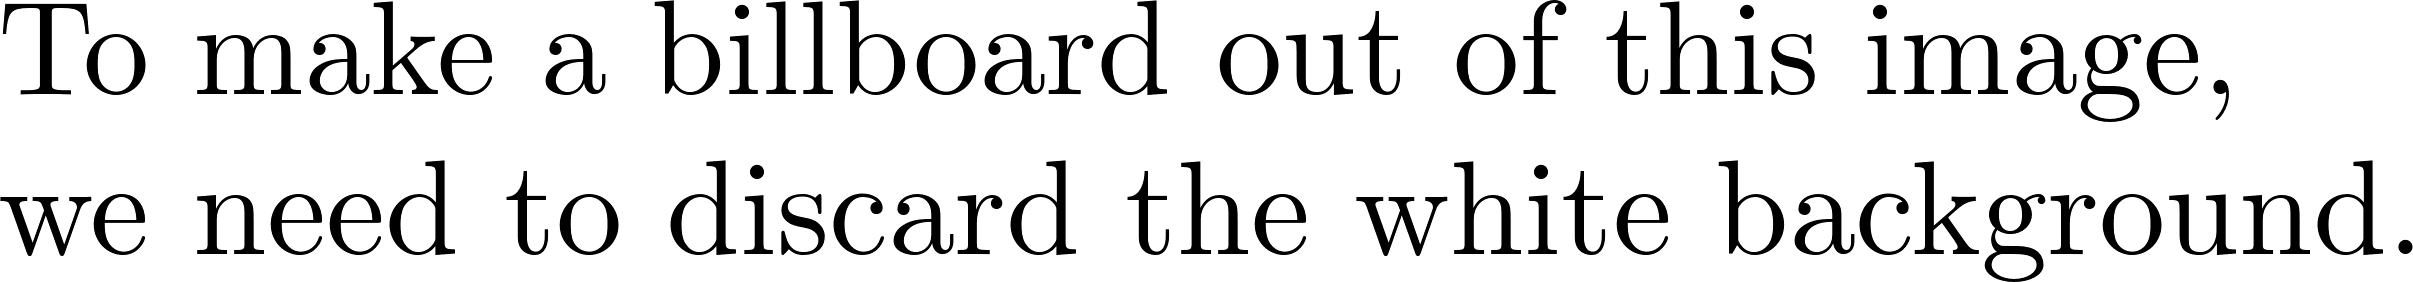 To make a billboard out of this image,
we need to discard the white background.